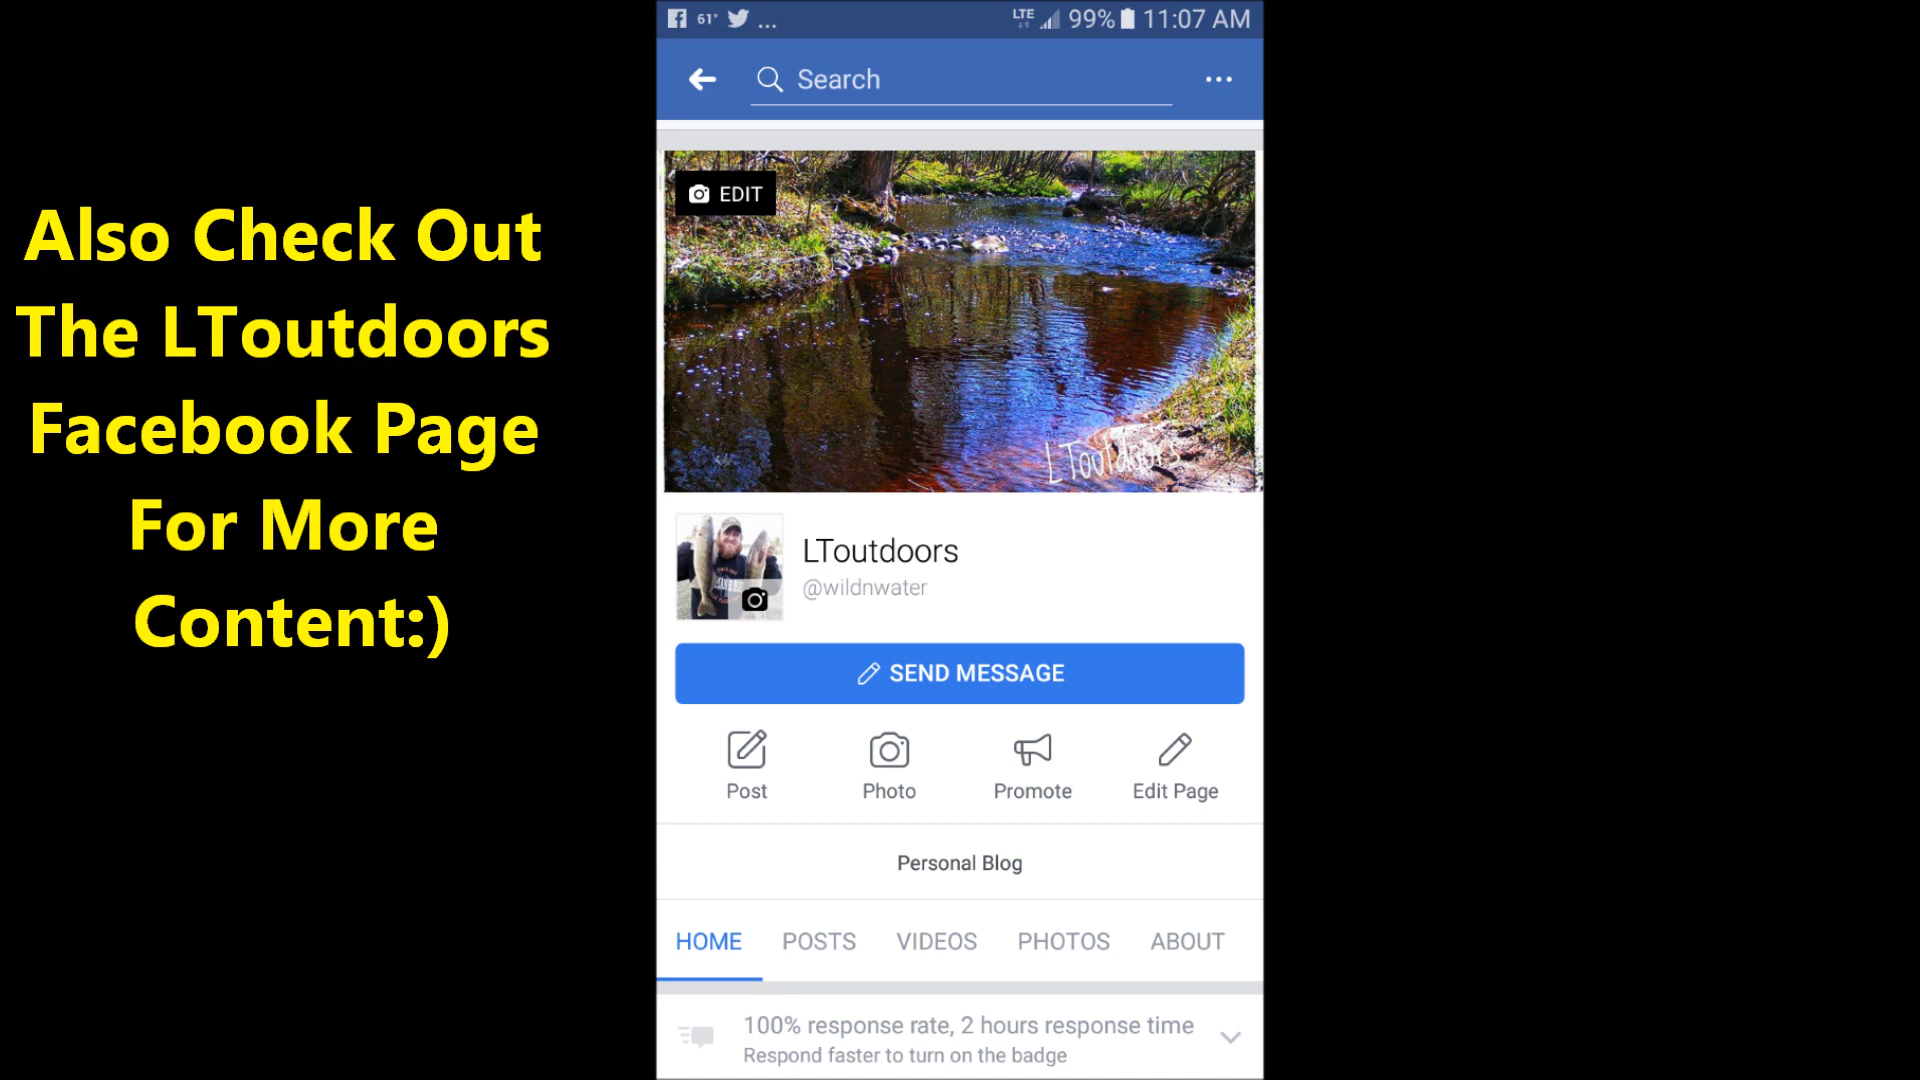 61°
...
LTE
99%
11:07 AM
Search
EDIT
LToutdoors
LToutdoors
@wildnwater
SEND MESSAGE
Post
Photo
Promote
Edit Page
Personal Blog
HOME
POSTS
VIDEOS
PHOTOS
ABOUT
100% response rate, 2 hours response time
Respond faster to turn on the badge
Also Check Out
The LToutdoors
Facebook Page
For More
Content:)